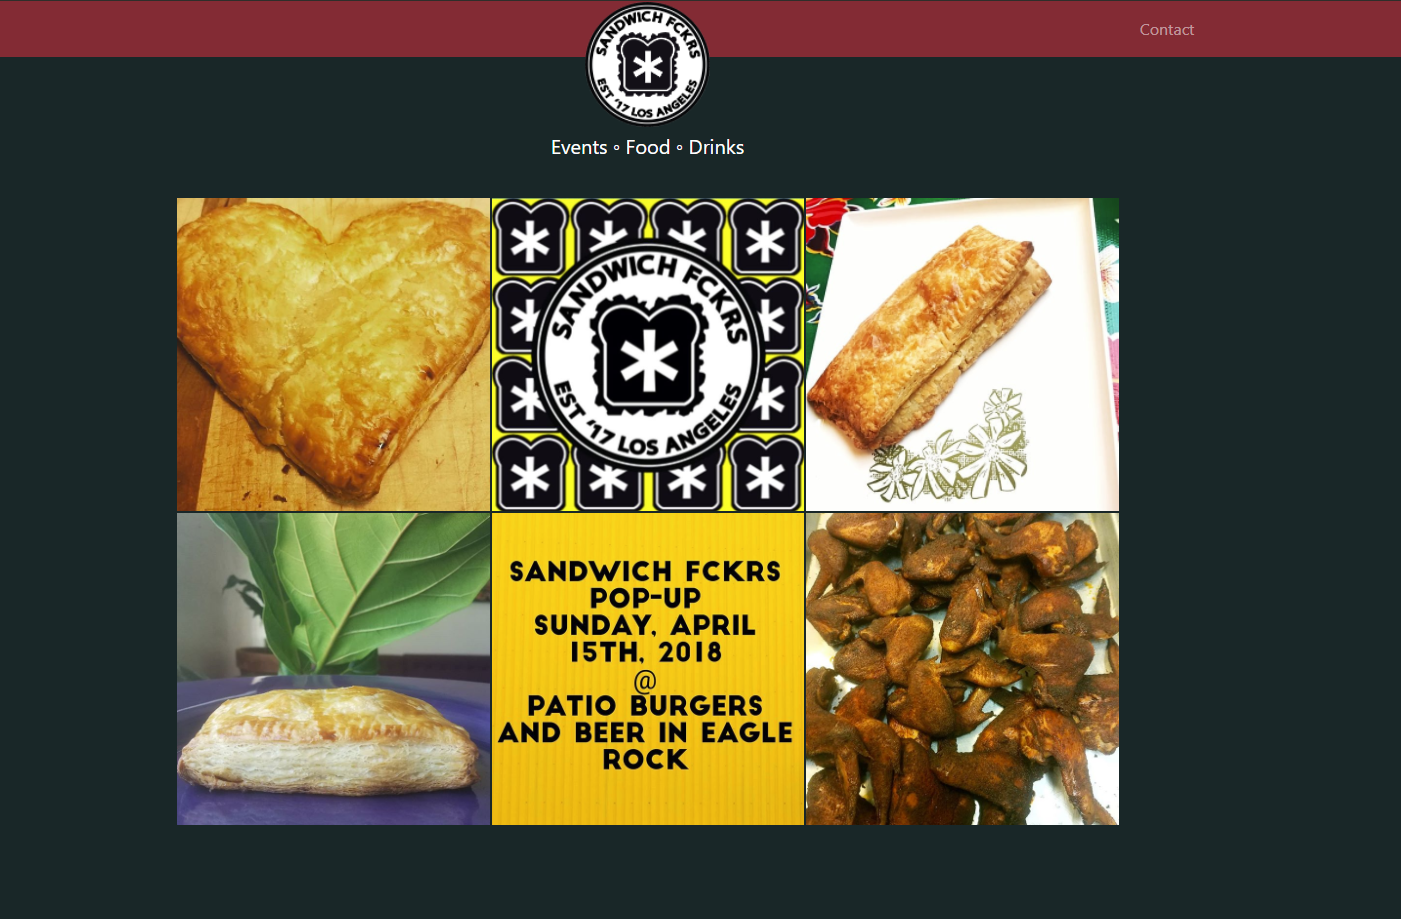 Contact
SANDWICH FCKRS
EST '17 LOS ANGELES
Events ◦ Food ◦ Drinks
SANDWICH FCKRS
EST '17 LOS ANGELES
SANDWICH FCKRS
POP-UP
SUNDAY, APRIL
15TH, 2018
@
PATIO BURGERS
AND BEER IN EAGLE
ROCK